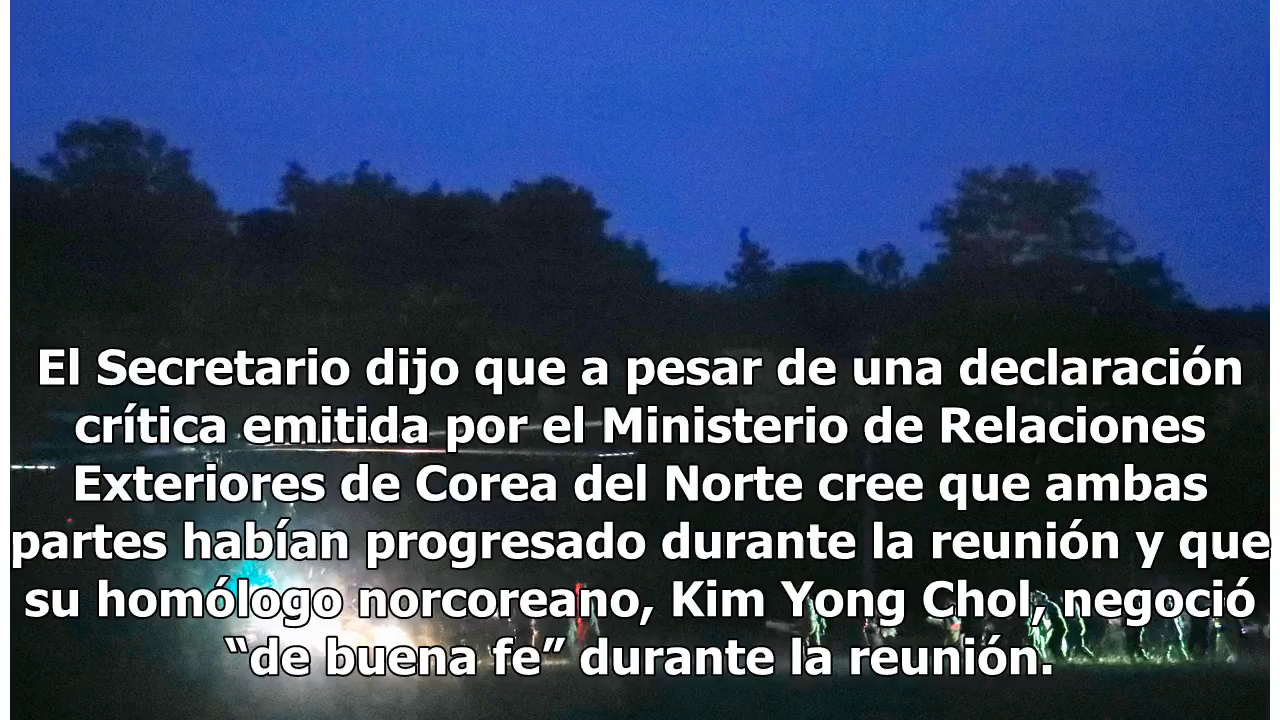 El Secretario dijo que a pesar de una declaración
crítica emitida por el Ministerio de Relaciones
Exteriores de Corea del Norte cree que ambas
partes habían progresado durante la reunión y que
su homólogo norcoreano, Kim Yong Chol, negoció
“de buena fe” durante la reunión.